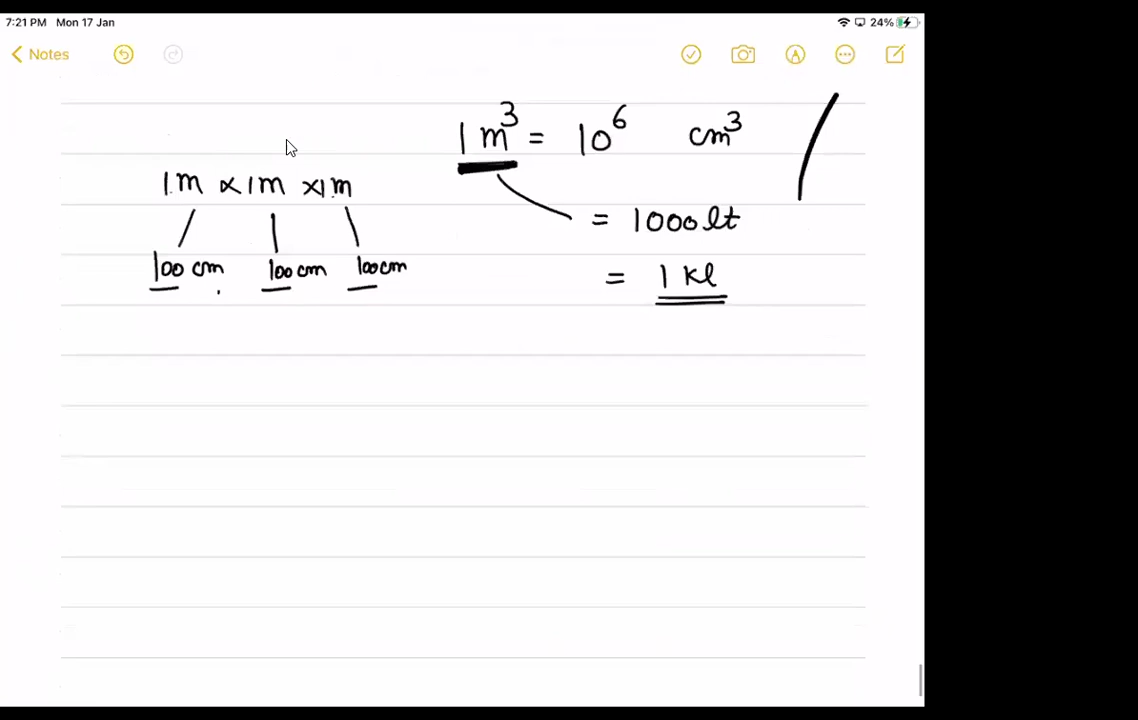 7:21 PM Mon 17 Jan 24%
Notes
1 m³ = 10⁶ cm³
1m × 1m × 1m
= 1000 lt
100 cm 100 cm 100 cm
= 1 kl